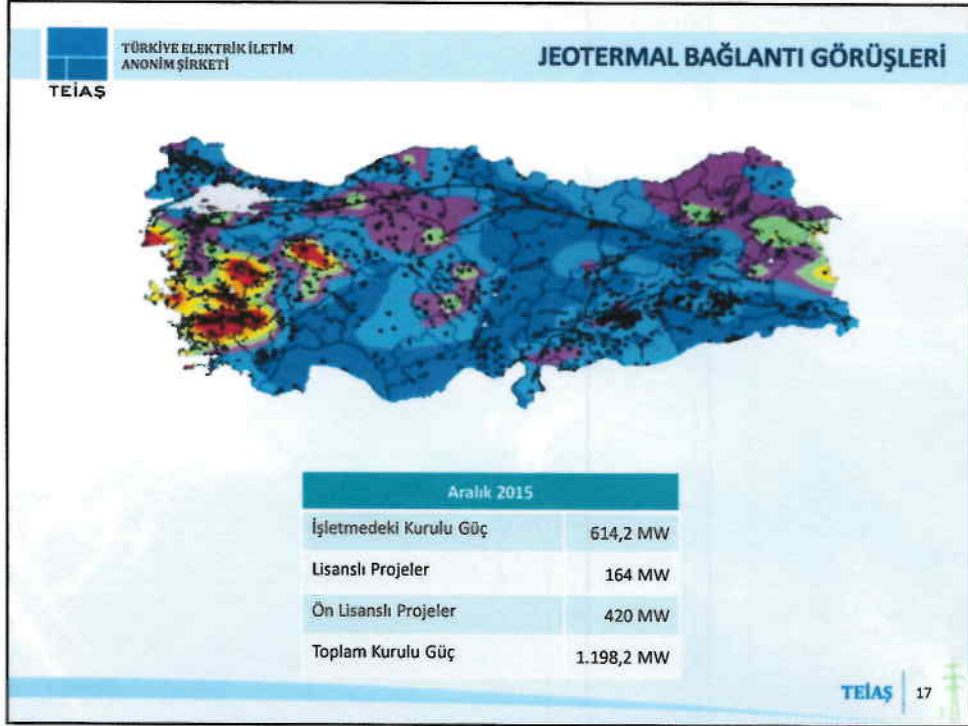 TÜRKİYE ELEKTRİK İLETİM
ANONİM ŞİRKETİ
TEİAŞ
JEOTERMAL BAĞLANTI GÖRÜŞLERİ
Aralık 2015
İşletmedeki Kurulu Güç 614,2 MW
Lisanslı Projeler 164 MW
Ön Lisanslı Projeler 420 MW
Toplam Kurulu Güç 1.198,2 MW
TEİAŞ 17